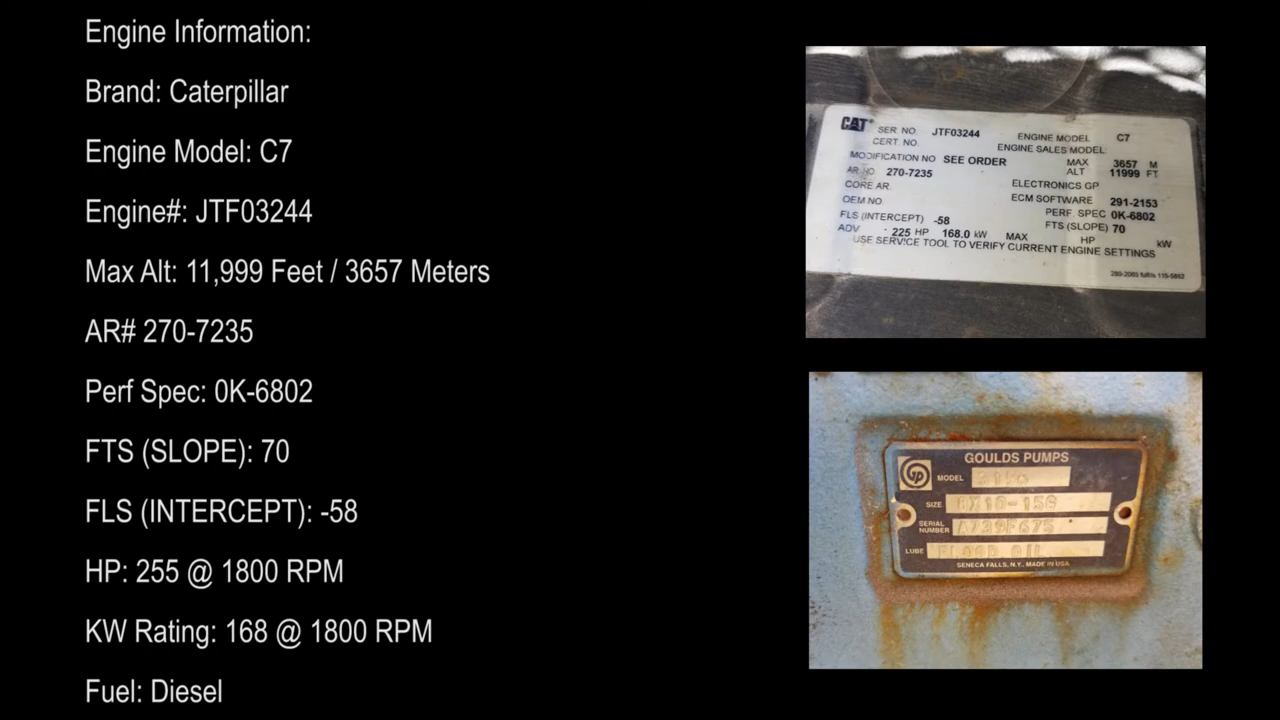 Engine Information:
Brand: Caterpillar
Engine Model: C7
Engine#: JTF03244
Max Alt: 11,999 Feet / 3657 Meters
AR# 270-7235
Perf Spec: 0K-6802
FTS (SLOPE): 70
FLS (INTERCEPT): -58
HP: 255 @ 1800 RPM
KW Rating: 168 @ 1800 RPM
Fuel: Diesel
CAT SER. NO. JTF03244 ENGINE MODEL C7
CERT. NO. ENGINE SALES MODEL:
MODIFICATION NO SEE ORDER MAX 3657 M
AR NO. 270-7235 ALT 11999 FT
CORE AR. ELECTRONICS GP
OEM NO. ECM SOFTWARE 291-2153
FLS (INTERCEPT) -58 PERF. SPEC 0K-6802
FTS (SLOPE) 70
ADV 225 HP 168.0 kW MAX HP kW
USE SERVICE TOOL TO VERIFY CURRENT ENGINE SETTINGS
GOULDS PUMPS
GP
MODEL
SIZE 8X10-15G
SERIAL NUMBER
LUBE FLOOD OIL
SENECA FALLS, N.Y. MADE IN USA